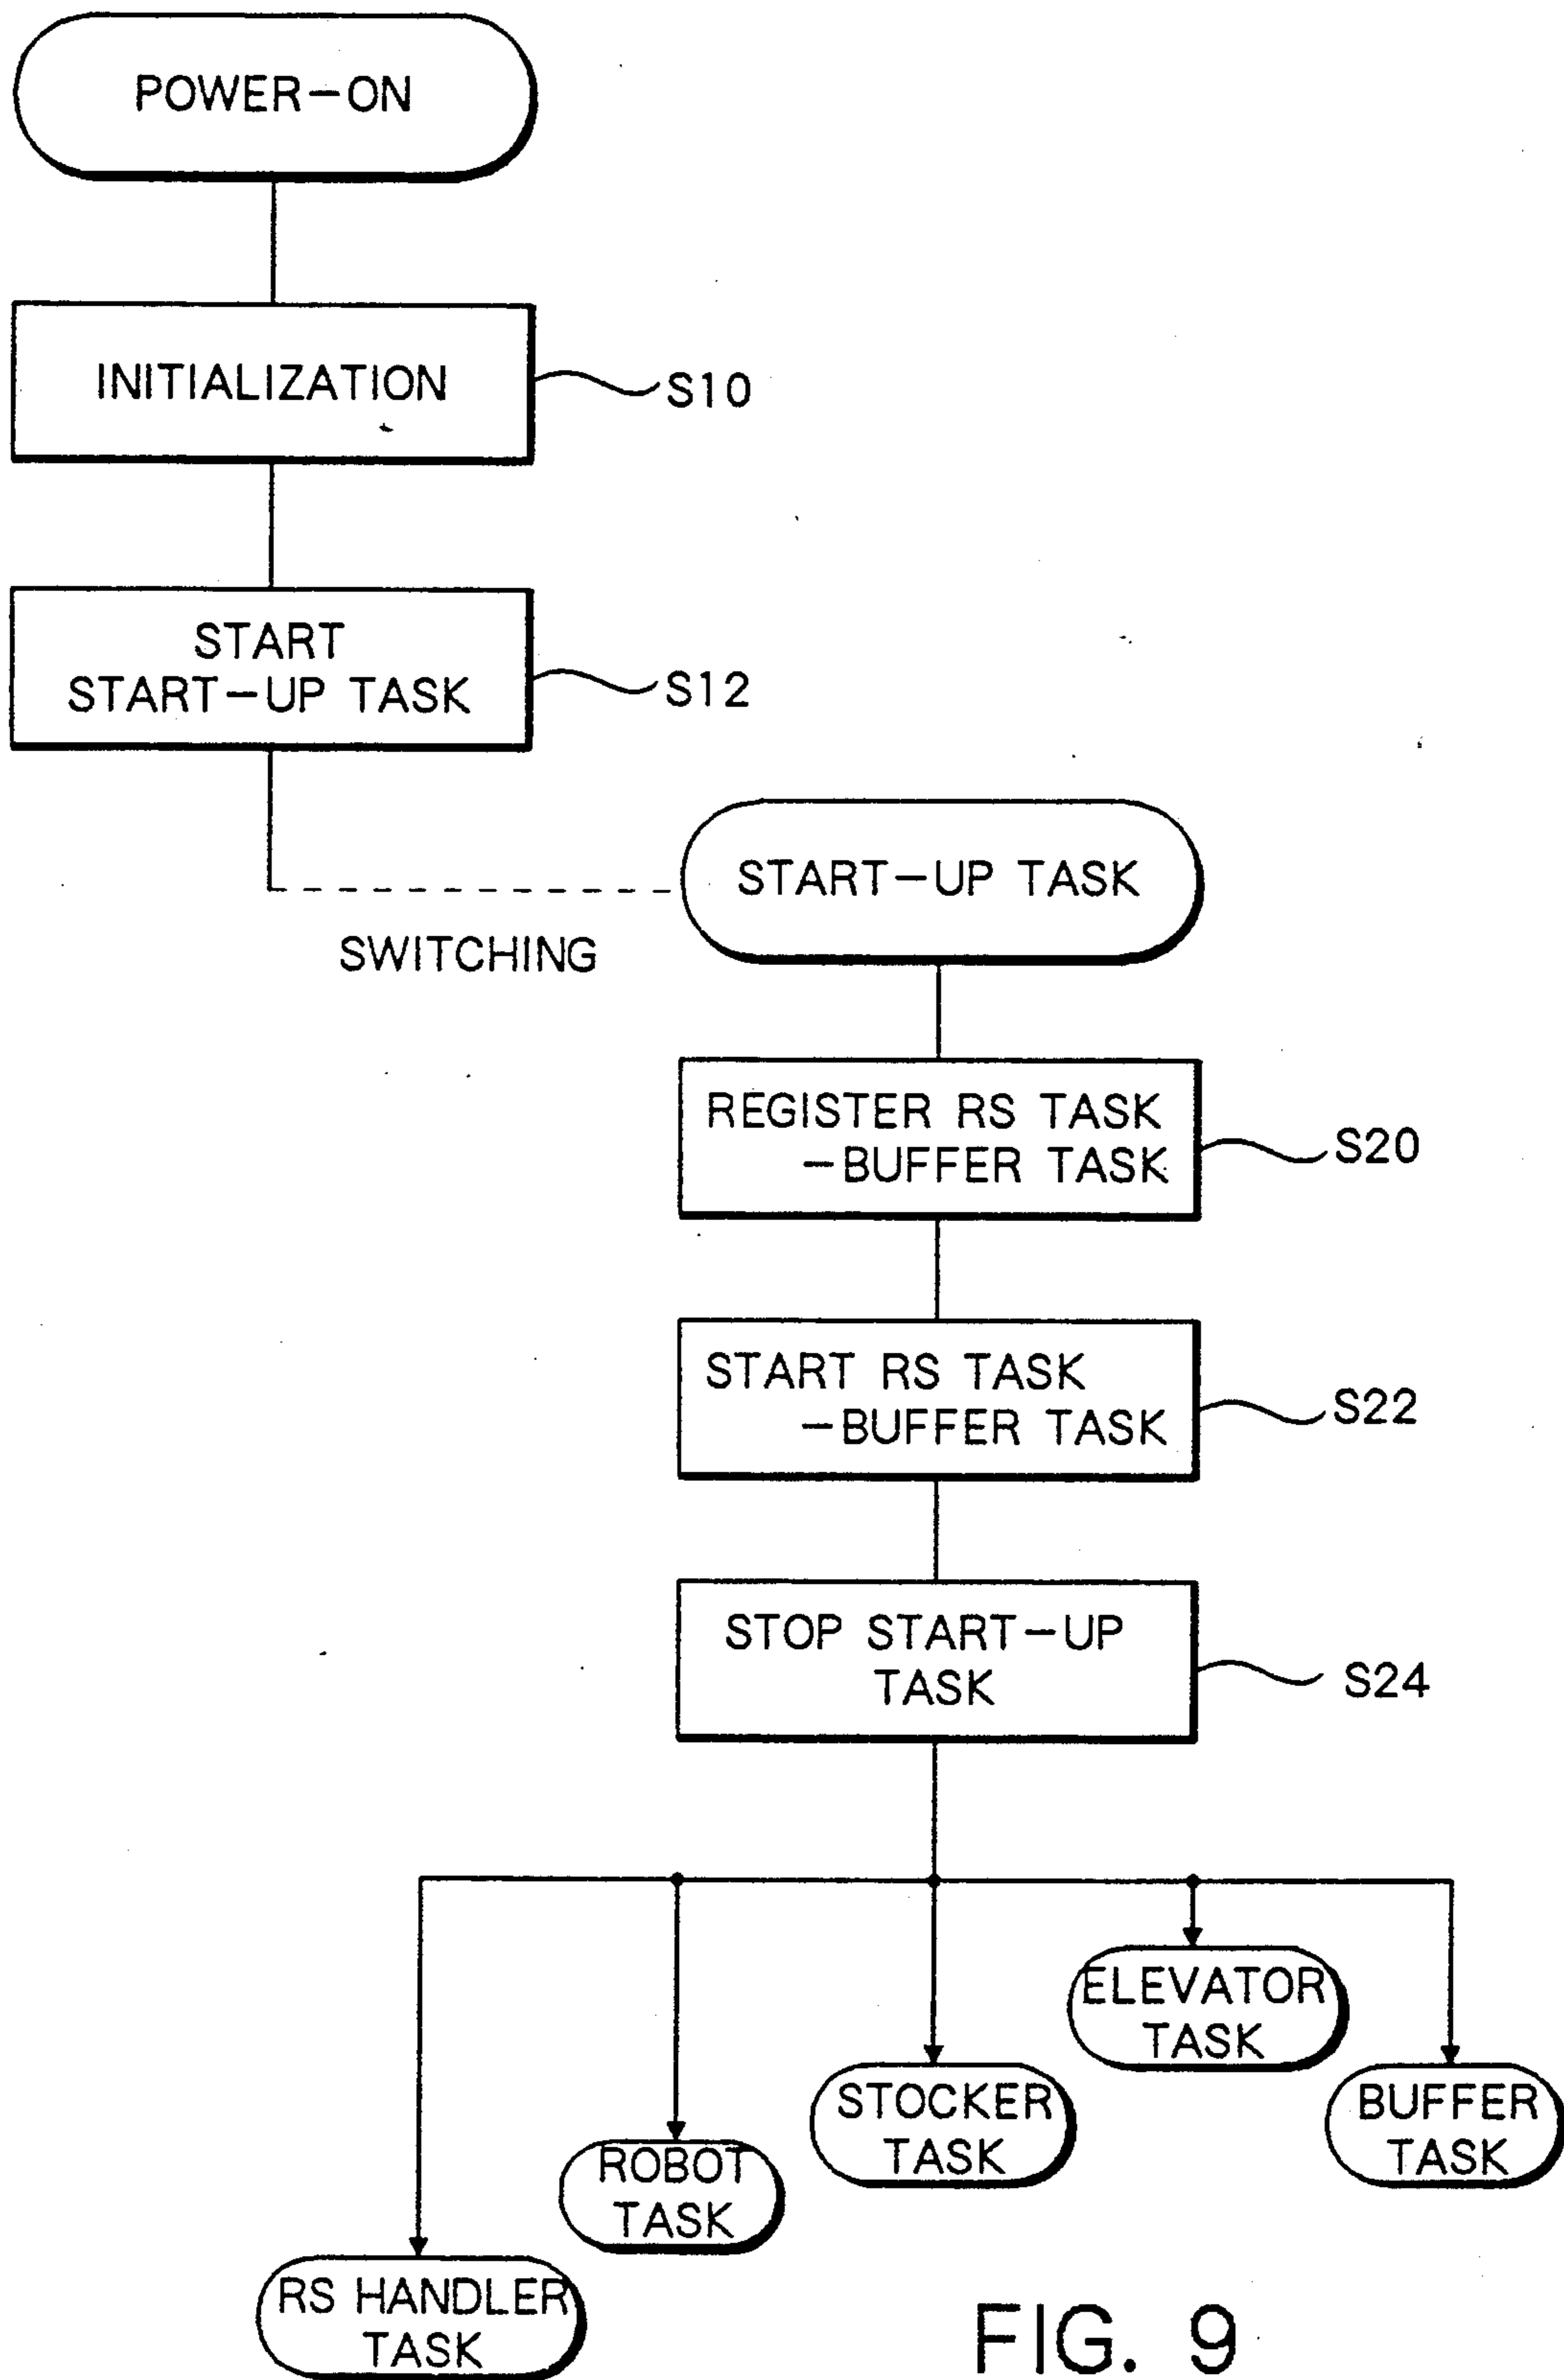 POWER-ON
INITIALIZATION
S10
START
START-UP TASK
S12
START-UP TASK
SWITCHING
REGISTER RS TASK
-BUFFER TASK
S20
START RS TASK
-BUFFER TASK
S22
STOP START-UP
TASK
S24
ELEVATOR
TASK
STOCKER
TASK
BUFFER
TASK
ROBOT
TASK
RS HANDLER
TASK
FIG. 9